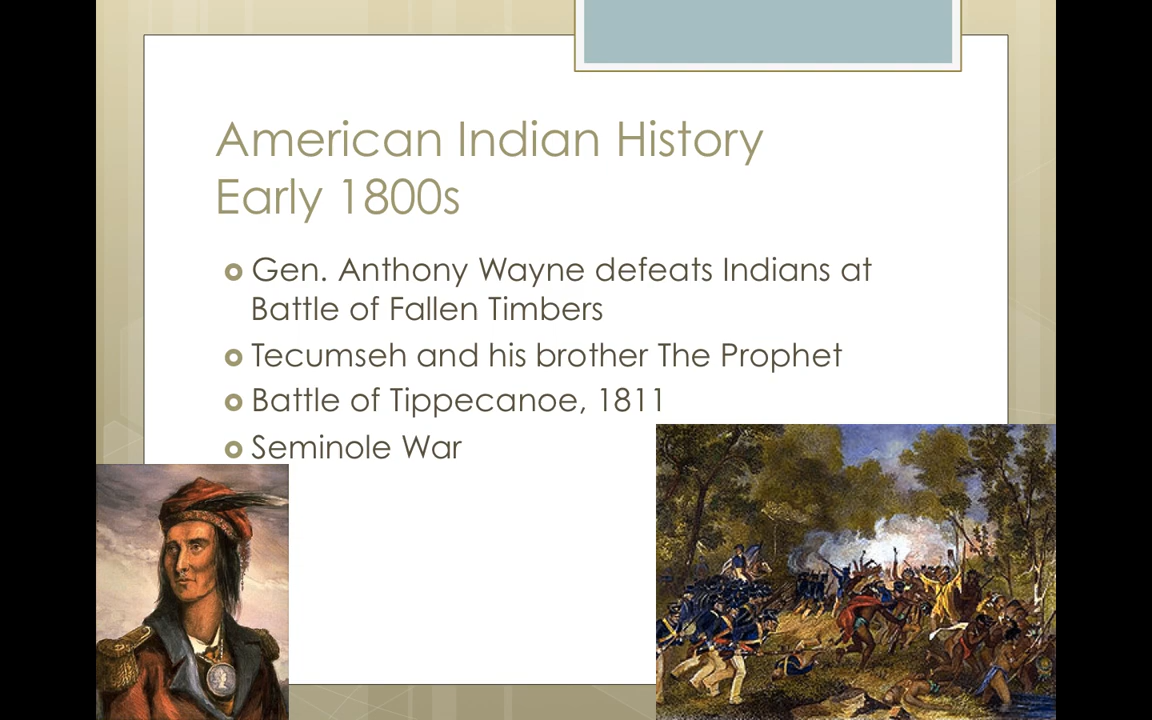 American Indian History
Early 1800s
Gen. Anthony Wayne defeats Indians at
Battle of Fallen Timbers
Tecumseh and his brother The Prophet
Battle of Tippecanoe, 1811
Seminole War